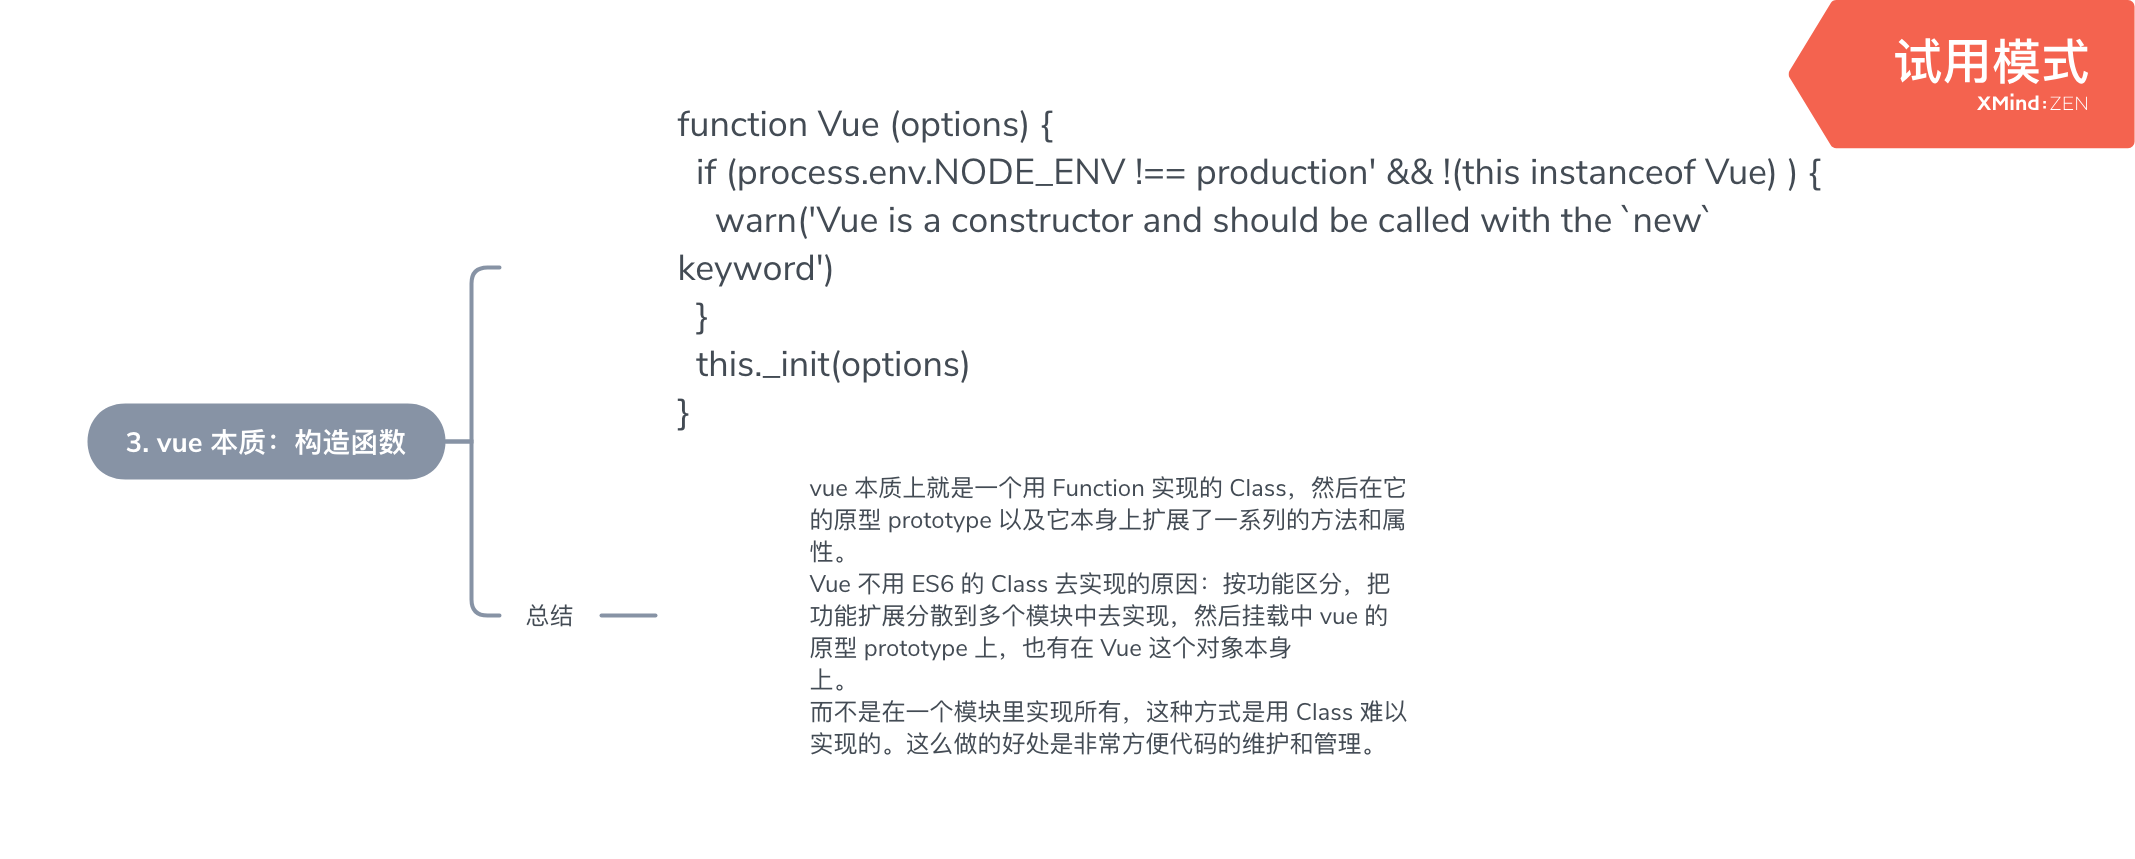 试用模式
XMind:ZEN
function Vue (options) {
if (process.env.NODE_ENV !== production' && !(this instanceof Vue) ) {
warn('Vue is a constructor and should be called with the `new`
keyword')
}
this._init(options)
}
3. vue 本质：构造函数
vue 本质上就是一个用 Function 实现的 Class，然后在它
的原型 prototype 以及它本身上扩展了一系列的方法和属
性。
Vue 不用 ES6 的 Class 去实现的原因：按功能区分，把
功能扩展分散到多个模块中去实现，然后挂载中 vue 的
原型 prototype 上，也有在 Vue 这个对象本身
上。
而不是在一个模块里实现所有，这种方式是用 Class 难以
实现的。这么做的好处是非常方便代码的维护和管理。
总结